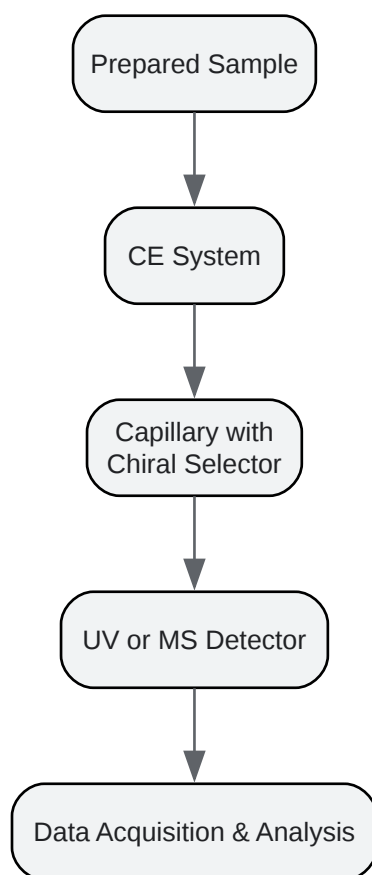 Prepared Sample
CE System
Capillary with
Chiral Selector
UV or MS Detector
Data Acquisition & Analysis